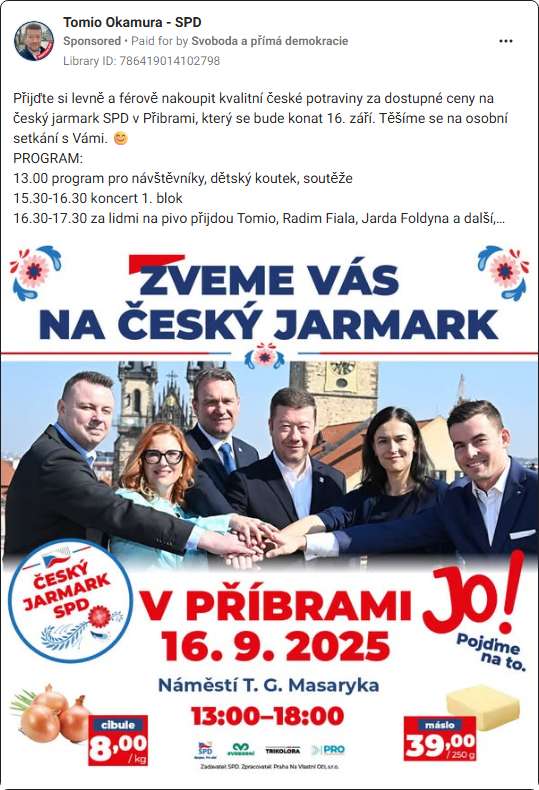 Tomio Okamura - SPD
Sponsored • Paid for by Svoboda a přímá demokracie
Library ID: 786419014102798
Přijďte si levně a férově nakoupit kvalitní české potraviny za dostupné ceny na
český jarmark SPD v Přibrami, který se bude konat 16. září. Těšíme se na osobní
setkání s Vámi. 😊
PROGRAM:
13.00 program pro návštěvníky, dětský koutek, soutěže
15.30-16.30 koncert 1. blok
16.30-17.30 za lidmi na pivo přijdou Tomio, Radim Fiala, Jarda Foldyna a další,...
ZVEME VÁS
NA ČESKÝ JARMARK
ČESKÝ
JARMARK
SPD
V PŘÍBRAMI
16. 9. 2025
JO!
Pojďme
na to.
Náměstí T. G. Masaryka
13:00–18:00
cibule
8,00
/ kg
máslo
39,00
/ 250 g
SPD
SVOBODNÍ
TRIKOLORA
PRO
Zadavatel: SPD. Zpracovatel: Praha Na Vlastní Oči, s.r.o.